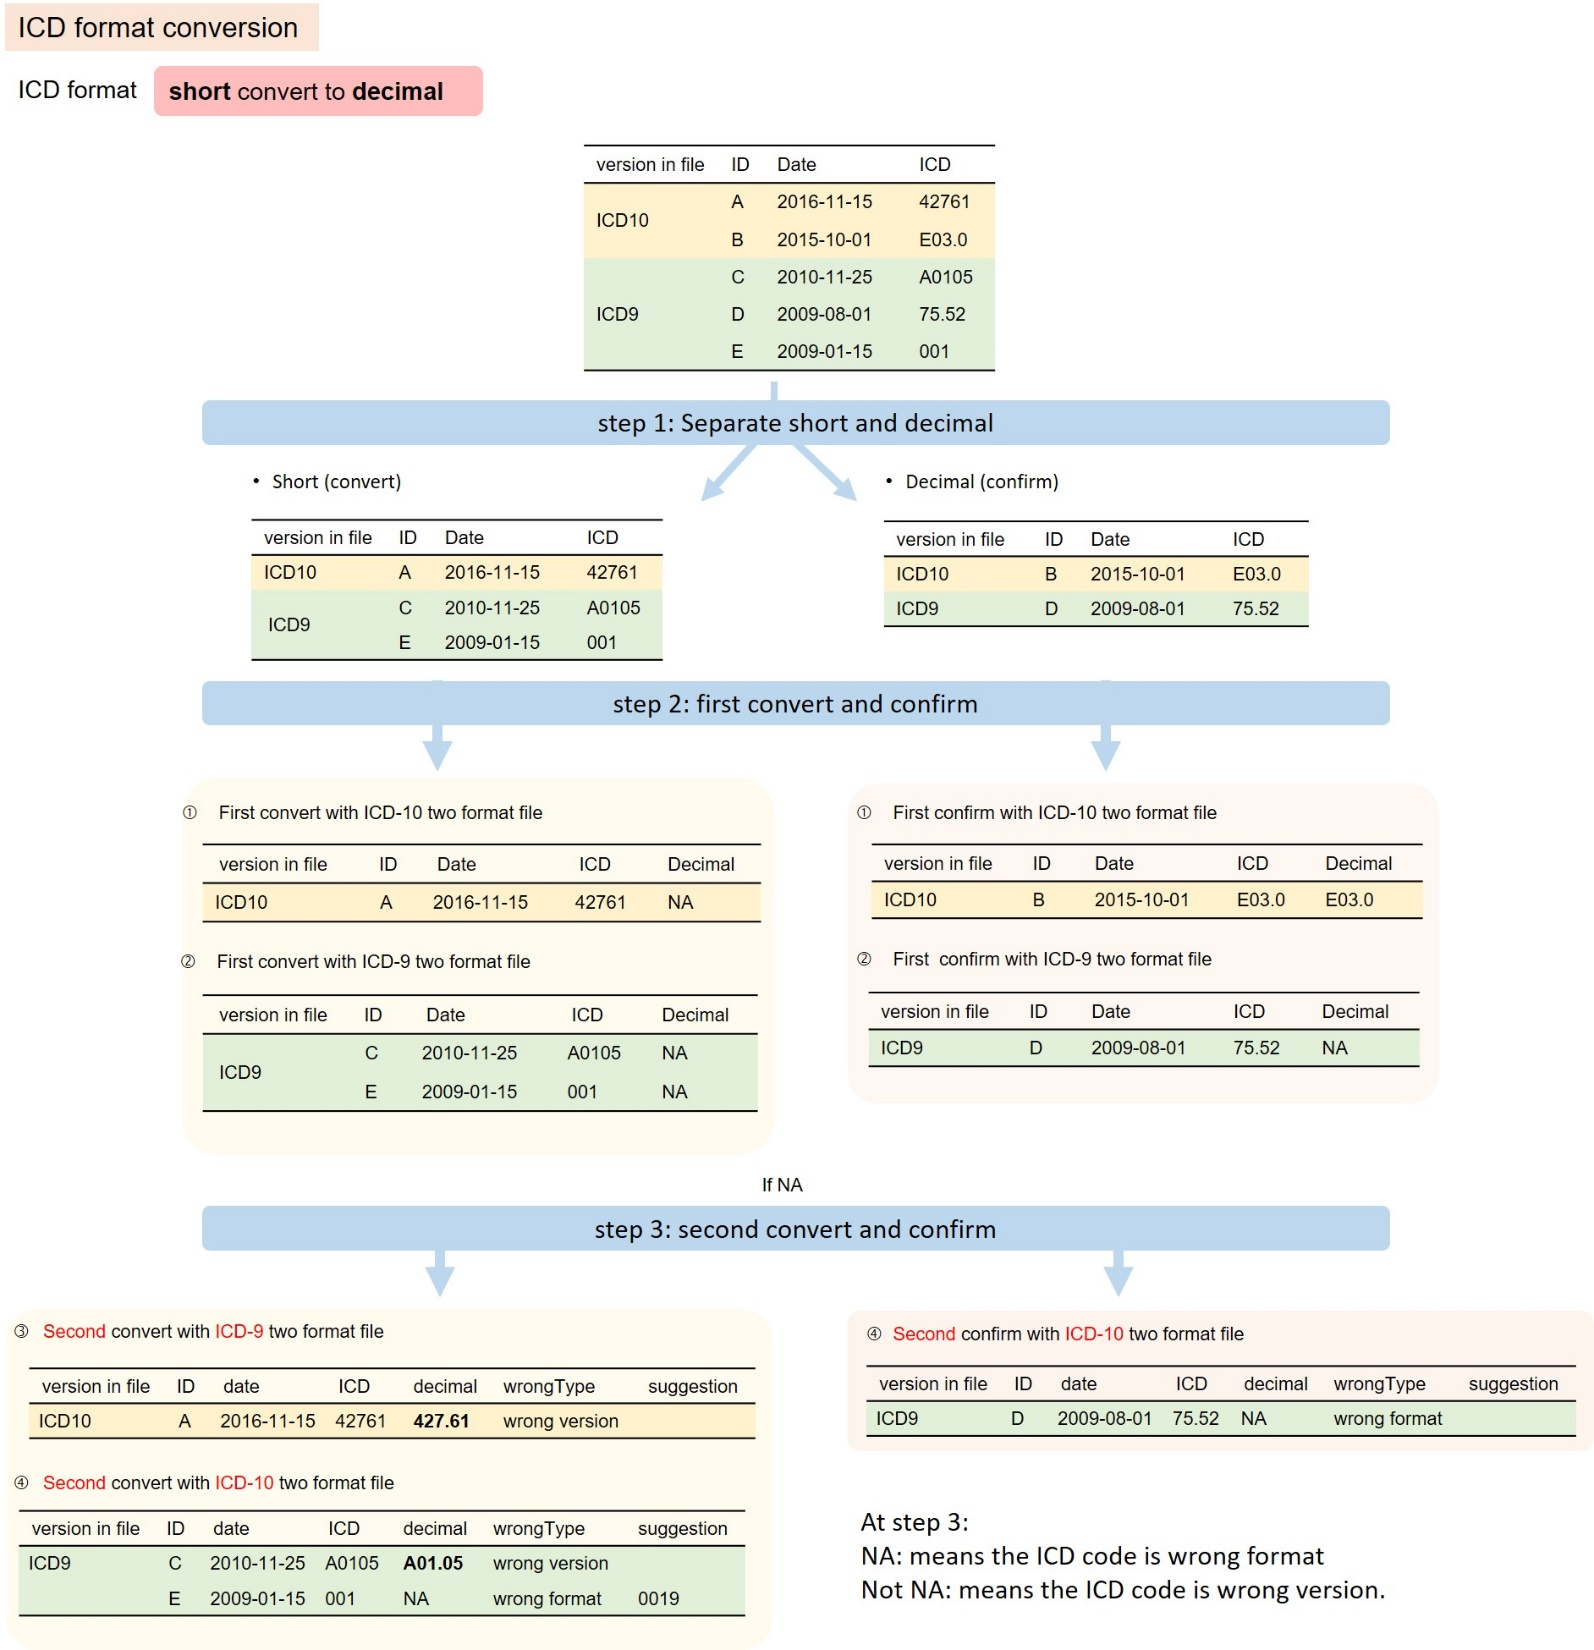 ICD format conversion
ICD format short convert to decimal
version in file ID Date ICD
ICD10 A 2016-11-15 42761
B 2015-10-01 E03.0
ICD9 C 2010-11-25 A0105
D 2009-08-01 75.52
E 2009-01-15 001
step 1: Separate short and decimal
• Short (convert)
version in file ID Date ICD
ICD10 A 2016-11-15 42761
ICD9 C 2010-11-25 A0105
E 2009-01-15 001
• Decimal (confirm)
version in file ID Date ICD
ICD10 B 2015-10-01 E03.0
ICD9 D 2009-08-01 75.52
step 2: first convert and confirm
① First convert with ICD-10 two format file
version in file ID Date ICD Decimal
ICD10 A 2016-11-15 42761 NA
② First convert with ICD-9 two format file
version in file ID Date ICD Decimal
ICD9 C 2010-11-25 A0105 NA
E 2009-01-15 001 NA
① First confirm with ICD-10 two format file
version in file ID Date ICD Decimal
ICD10 B 2015-10-01 E03.0 E03.0
② First confirm with ICD-9 two format file
version in file ID Date ICD Decimal
ICD9 D 2009-08-01 75.52 NA
If NA
step 3: second convert and confirm
③ Second convert with ICD-9 two format file
version in file ID date ICD decimal wrongType suggestion
ICD10 A 2016-11-15 42761 427.61 wrong version
④ Second convert with ICD-10 two format file
version in file ID date ICD decimal wrongType suggestion
ICD9 C 2010-11-25 A0105 A01.05 wrong version
E 2009-01-15 001 NA wrong format 0019
④ Second confirm with ICD-10 two format file
version in file ID date ICD decimal wrongType suggestion
ICD9 D 2009-08-01 75.52 NA wrong format
At step 3:
NA: means the ICD code is wrong format
Not NA: means the ICD code is wrong version.